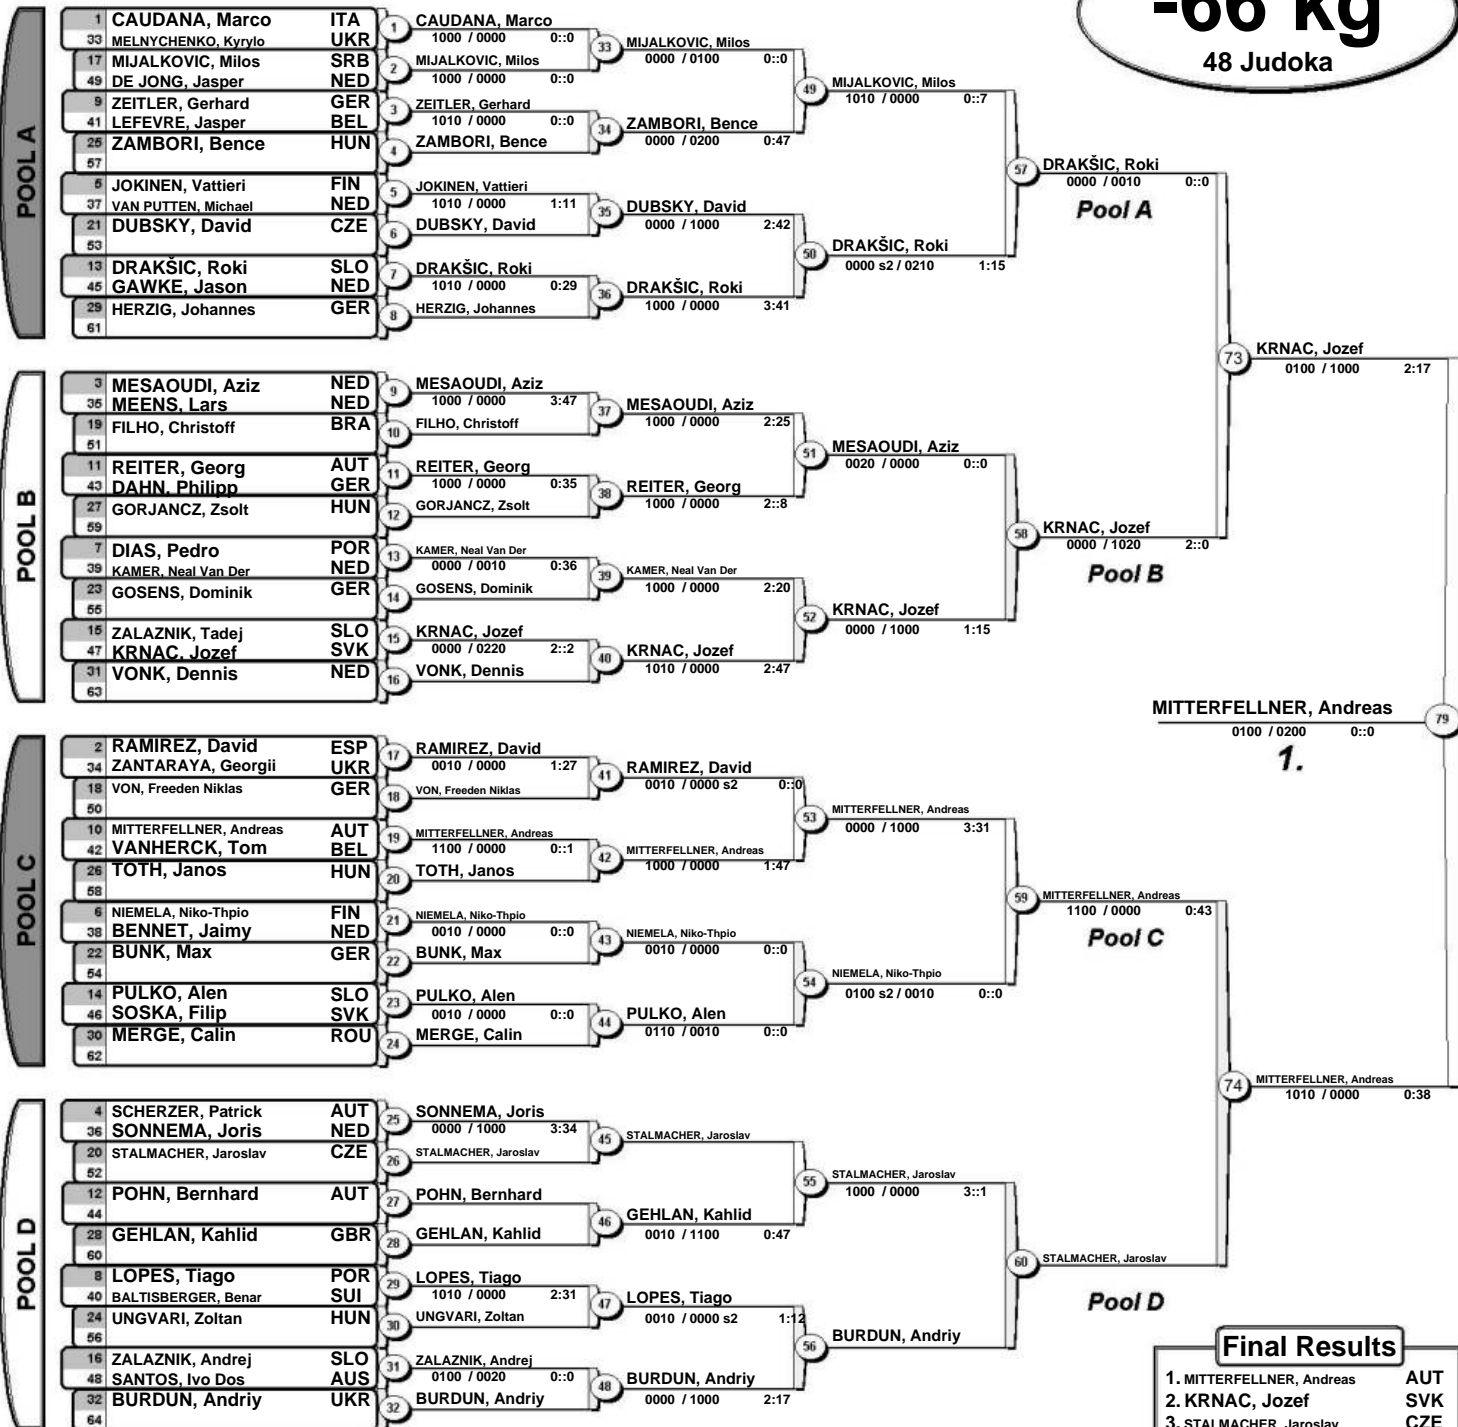 -66 kg
48 Judoka
POOL A
1 CAUDANA, Marco ITA
33 MELNYCHENKO, Kyrylo UKR
17 MIJALKOVIC, Milos SRB
49 DE JONG, Jasper NED
9 ZEITLER, Gerhard GER
41 LEFEVRE, Jasper BEL
25 ZAMBORI, Bence HUN
57
5 JOKINEN, Vattieri FIN
37 VAN PUTTEN, Michael NED
21 DUBSKY, David CZE
53
13 DRAKŠIC, Roki SLO
45 GAWKE, Jason NED
29 HERZIG, Johannes GER
61
1 CAUDANA, Marco
1000 / 0000 0::0
2 MIJALKOVIC, Milos
1000 / 0000 0::0
3 ZEITLER, Gerhard
1010 / 0000 0::0
4 ZAMBORI, Bence
5 JOKINEN, Vattieri
1010 / 0000 1:11
6 DUBSKY, David
7 DRAKŠIC, Roki
1010 / 0000 0:29
8 HERZIG, Johannes
33 MIJALKOVIC, Milos
0000 / 0100 0::0
34 ZAMBORI, Bence
0000 / 0200 0:47
35 DUBSKY, David
0000 / 1000 2:42
36 DRAKŠIC, Roki
1000 / 0000 3:41
49 MIJALKOVIC, Milos
1010 / 0000 0::7
50 DRAKŠIC, Roki
0000 s2 / 0210 1:15
57 DRAKŠIC, Roki
0000 / 0010 0::0
Pool A
POOL B
3 MESAOUDI, Aziz NED
35 MEENS, Lars NED
19 FILHO, Christoff BRA
51
11 REITER, Georg AUT
43 DAHN, Philipp GER
27 GORJANCZ, Zsolt HUN
59
7 DIAS, Pedro POR
39 KAMER, Neal Van Der NED
23 GOSENS, Dominik GER
55
15 ZALAZNIK, Tadej SLO
47 KRNAC, Jozef SVK
31 VONK, Dennis NED
63
9 MESAOUDI, Aziz
1000 / 0000 3:47
10 FILHO, Christoff
11 REITER, Georg
1000 / 0000 0:35
12 GORJANCZ, Zsolt
13 KAMER, Neal Van Der
0000 / 0010 0:36
14 GOSENS, Dominik
15 KRNAC, Jozef
0000 / 0220 2::2
16 VONK, Dennis
37 MESAOUDI, Aziz
1000 / 0000 2:25
38 REITER, Georg
1000 / 0000 2::8
39 KAMER, Neal Van Der
1000 / 0000 2:20
40 KRNAC, Jozef
1010 / 0000 2:47
51 MESAOUDI, Aziz
0020 / 0000 0::0
52 KRNAC, Jozef
0000 / 1000 1:15
58 KRNAC, Jozef
0000 / 1020 2::0
Pool B
73 KRNAC, Jozef
0100 / 1000 2:17
MITTERFELLNER, Andreas 79
0100 / 0200 0::0
1.
POOL C
2 RAMIREZ, David ESP
34 ZANTARAYA, Georgii UKR
18 VON, Freeden Niklas GER
50
10 MITTERFELLNER, Andreas AUT
42 VANHERCK, Tom BEL
26 TOTH, Janos HUN
58
6 NIEMELA, Niko-Thpio FIN
38 BENNET, Jaimy NED
22 BUNK, Max GER
54
14 PULKO, Alen SLO
46 SOSKA, Filip SVK
30 MERGE, Calin ROU
62
17 RAMIREZ, David
0010 / 0000 1:27
18 VON, Freeden Niklas
19 MITTERFELLNER, Andreas
1100 / 0000 0::1
20 TOTH, Janos
21 NIEMELA, Niko-Thpio
0010 / 0000 0::0
22 BUNK, Max
23 PULKO, Alen
0010 / 0000 0::0
24 MERGE, Calin
41 RAMIREZ, David
0010 / 0000 s2 0::0
42 MITTERFELLNER, Andreas
1000 / 0000 1:47
43 NIEMELA, Niko-Thpio
0010 / 0000 0::0
44 PULKO, Alen
0110 / 0010 0::0
53 MITTERFELLNER, Andreas
0000 / 1000 3:31
54 NIEMELA, Niko-Thpio
0100 s2 / 0010 0::0
59 MITTERFELLNER, Andreas
1100 / 0000 0:43
Pool C
74 MITTERFELLNER, Andreas
1010 / 0000 0:38
POOL D
4 SCHERZER, Patrick AUT
36 SONNEMA, Joris NED
20 STALMACHER, Jaroslav CZE
52
12 POHN, Bernhard AUT
44
28 GEHLAN, Kahlid GBR
60
8 LOPES, Tiago POR
40 BALTISBERGER, Benar SUI
24 UNGVARI, Zoltan HUN
56
16 ZALAZNIK, Andrej SLO
48 SANTOS, Ivo Dos AUS
32 BURDUN, Andriy UKR
64
25 SONNEMA, Joris
0000 / 1000 3:34
26 STALMACHER, Jaroslav
27 POHN, Bernhard
28 GEHLAN, Kahlid
29 LOPES, Tiago
1010 / 0000 2:31
30 UNGVARI, Zoltan
31 ZALAZNIK, Andrej
0100 / 0020 0::0
32 BURDUN, Andriy
45 STALMACHER, Jaroslav
46 GEHLAN, Kahlid
0010 / 1100 0:47
47 LOPES, Tiago
0010 / 0000 s2 1:12
48 BURDUN, Andriy
0000 / 1000 2:17
55 STALMACHER, Jaroslav
1000 / 0000 3::1
56 BURDUN, Andriy
60 STALMACHER, Jaroslav
Pool D
Final Results
1. MITTERFELLNER, Andreas AUT
2. KRNAC, Jozef SVK
3. STALMACHER, Jaroslav CZE